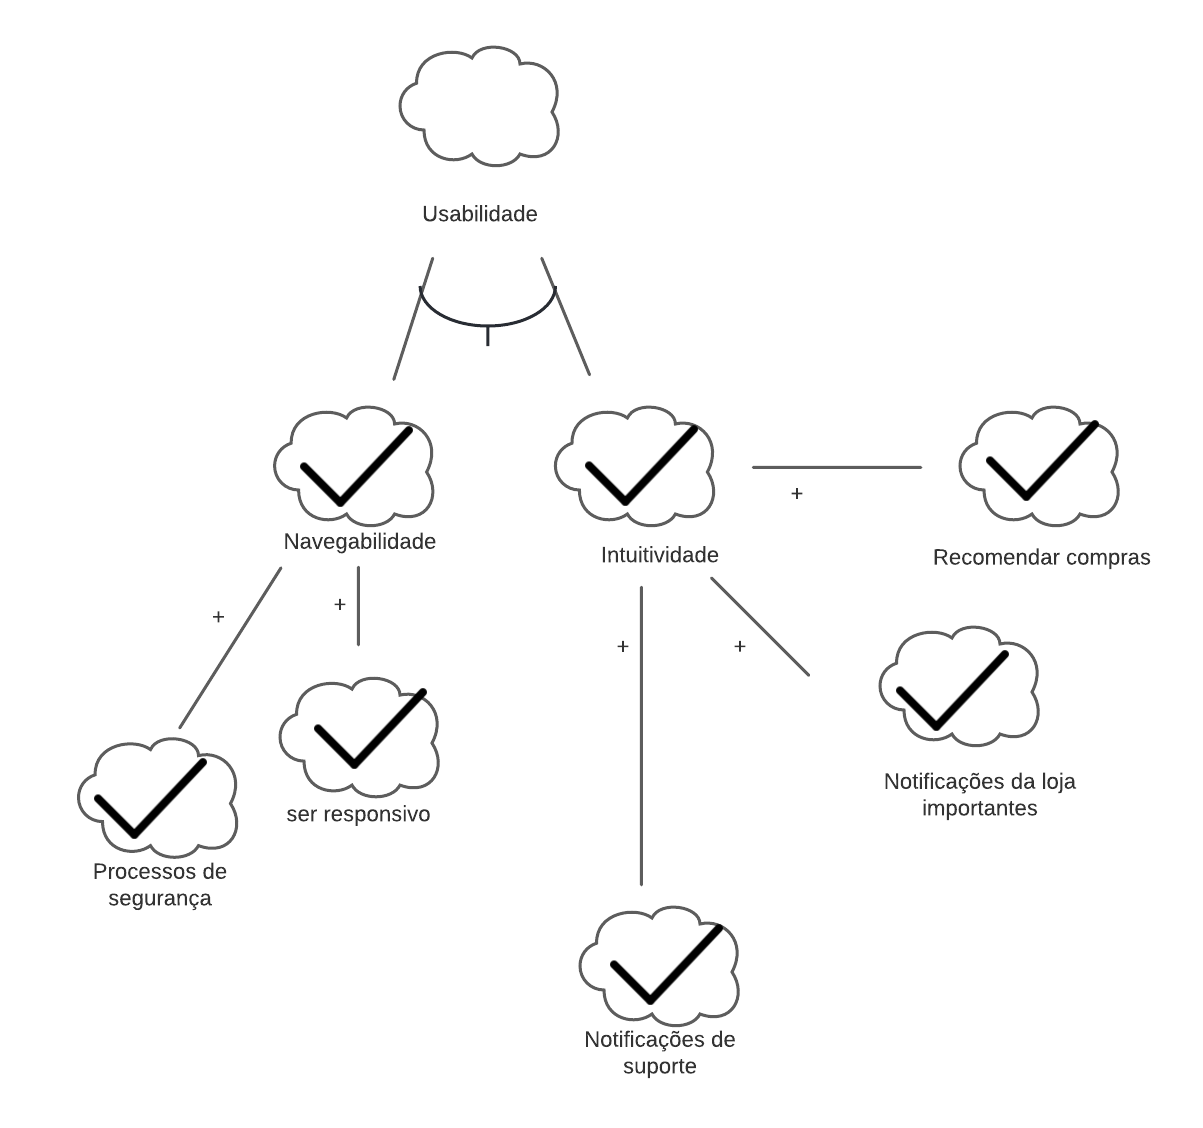 Usabilidade
Navegabilidade
Intuitividade
+
Recomendar compras
+
+
+
+
Notificações da loja
importantes
ser responsivo
Processos de
segurança
Notificações de
suporte